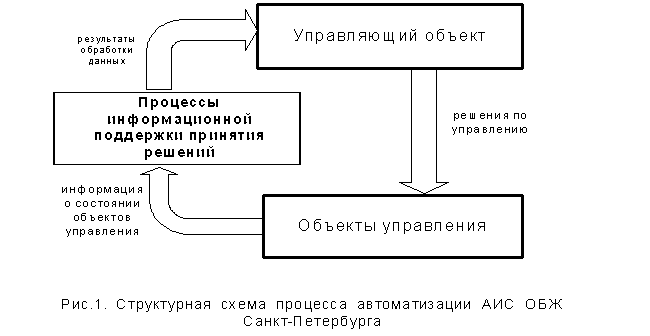 результаты
обработки
данных
Управляющий объект
Процессы
информационной
поддержки принятия
решений
решения по
управлению
информация
о состоянии
объектов
управления
Объекты управления
Рис.1. Структурная схема процесса автоматизации АИС ОБЖ
Санкт-Петербурга